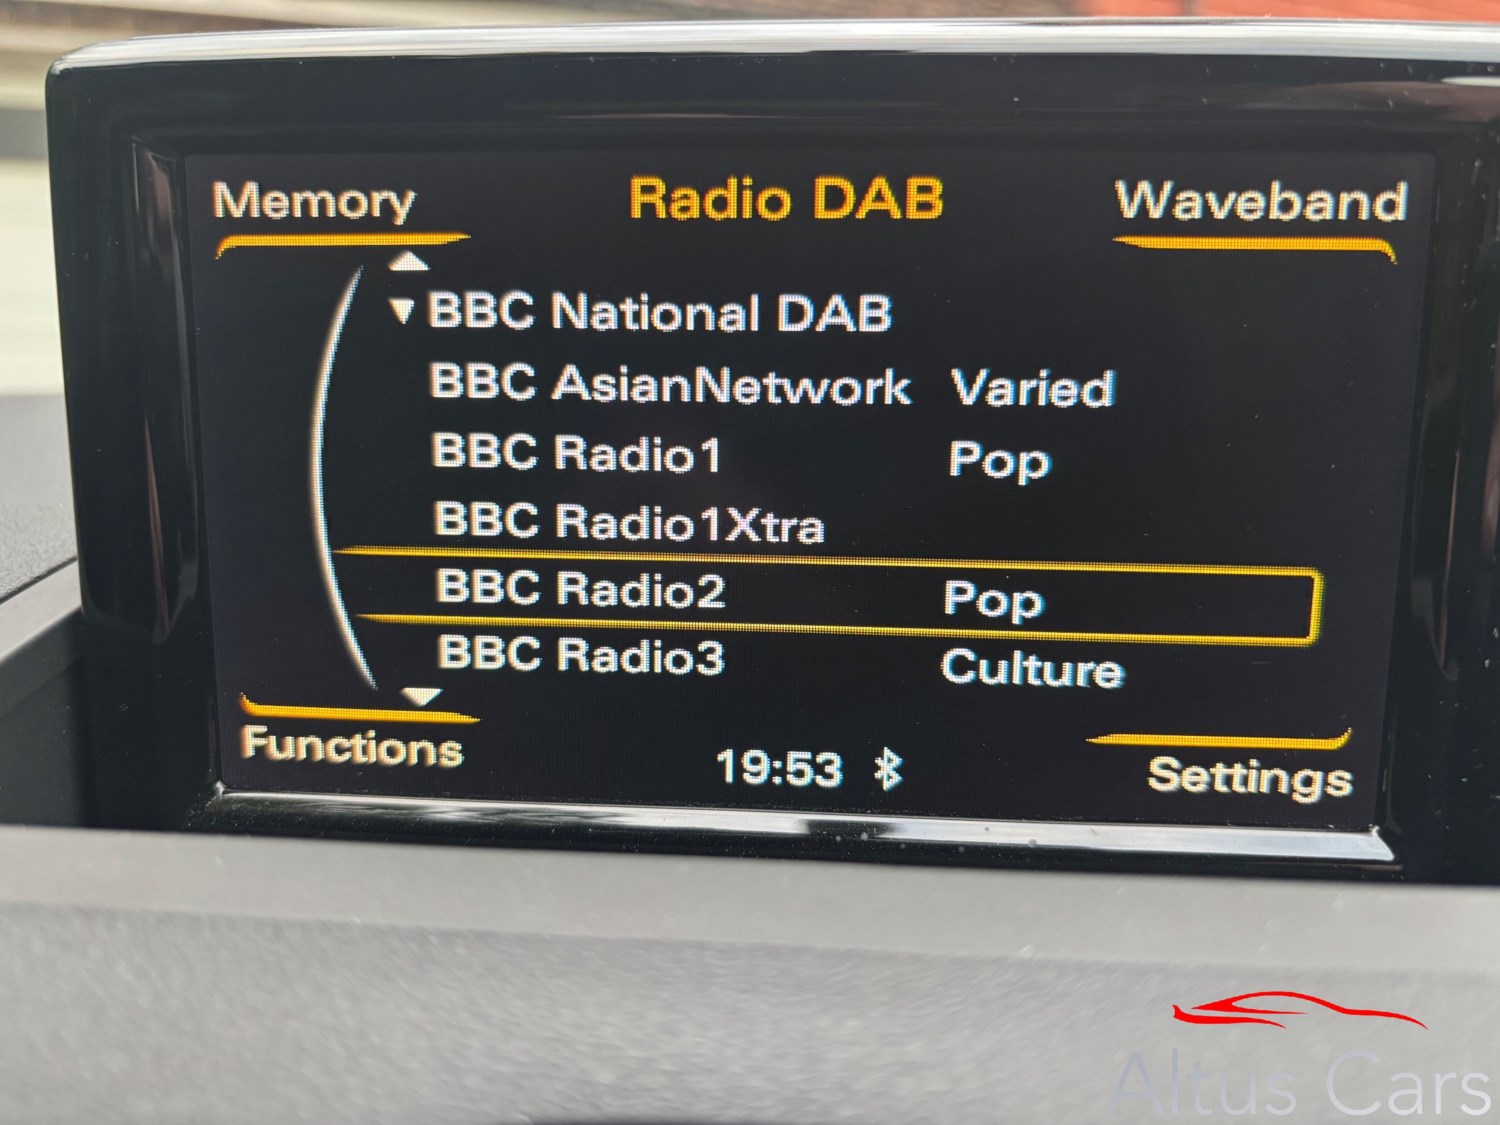 Memory Radio DAB Waveband
BBC National DAB
BBC AsianNetwork Varied
BBC Radio1 Pop
BBC Radio1Xtra
BBC Radio2 Pop
BBC Radio3 Culture
Functions 19:53 Settings
Altus Cars